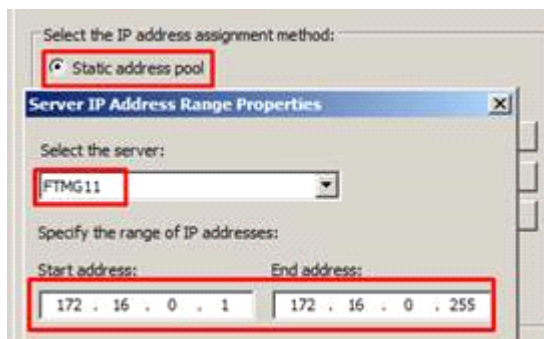 Select the IP address assignment method:
Static address pool
Server IP Address Range Properties
Select the server:
FTMG11
Specify the range of IP addresses:
Start address: End address:
172 . 16 . 0 . 1 172 . 16 . 0 . 255